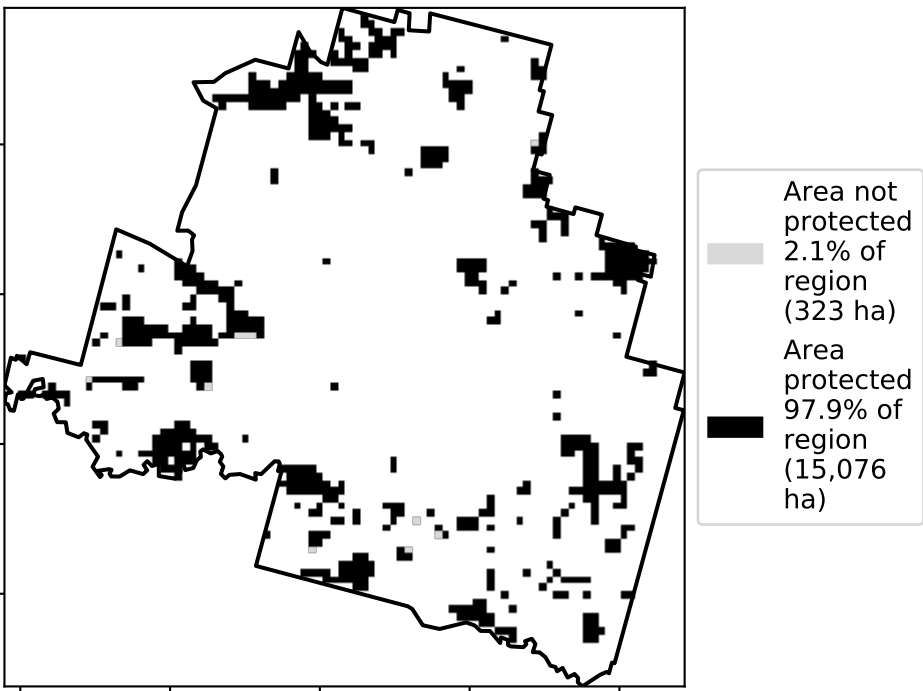 Area not
protected
2.1% of
region
(323 ha)
Area
protected
97.9% of
region
(15,076
ha)